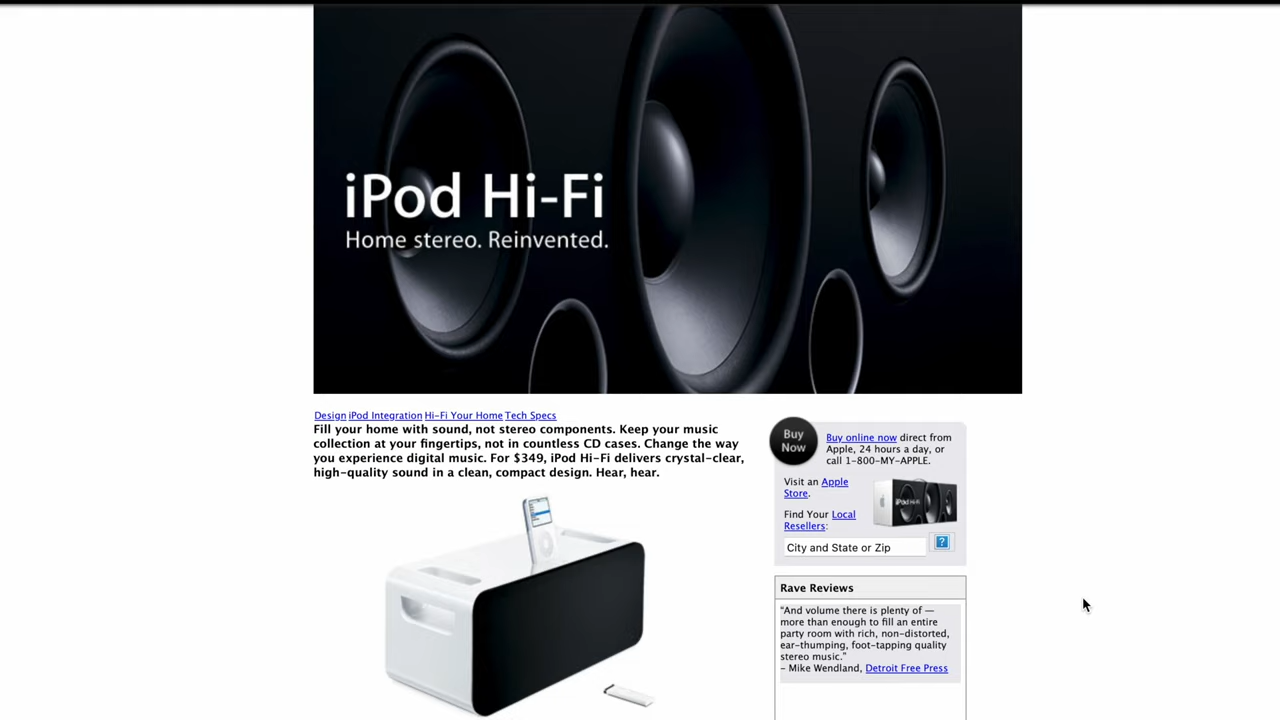 iPod Hi-Fi
Home stereo. Reinvented.
Design iPod Integration Hi-Fi Your Home Tech Specs
Fill your home with sound, not stereo components. Keep your music
collection at your fingertips, not in countless CD cases. Change the way
you experience digital music. For $349, iPod Hi-Fi delivers crystal-clear,
high-quality sound in a clean, compact design. Hear, hear.
Buy
Now
Buy online now direct from
Apple, 24 hours a day, or
call 1-800-MY-APPLE.
Visit an Apple
Store.
iPod Hi-Fi
Find Your Local
Resellers:
City and State or Zip
?
Rave Reviews
“And volume there is plenty of —
more than enough to fill an entire
party room with rich, non-distorted,
ear-thumping, foot-tapping quality
stereo music.”
– Mike Wendland, Detroit Free Press